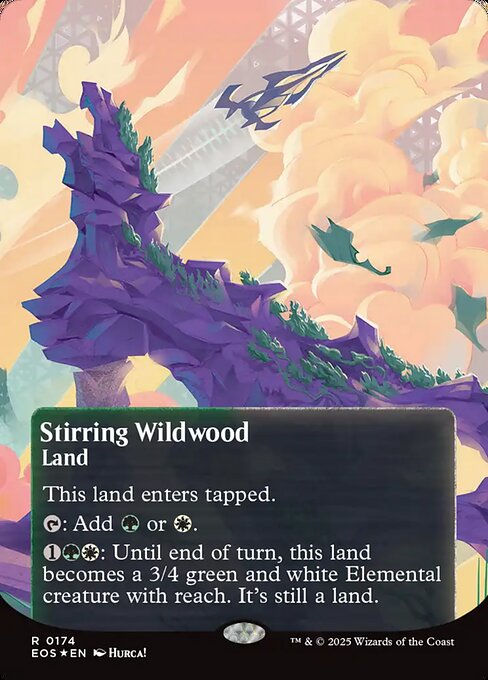 Stirring Wildwood
Land
This land enters tapped.
: Add or .
1: Until end of turn, this land
becomes a 3/4 green and white Elemental
creature with reach. It's still a land.
R 0174
EOS★EN HURCA!
™ & © 2025 Wizards of the Coast